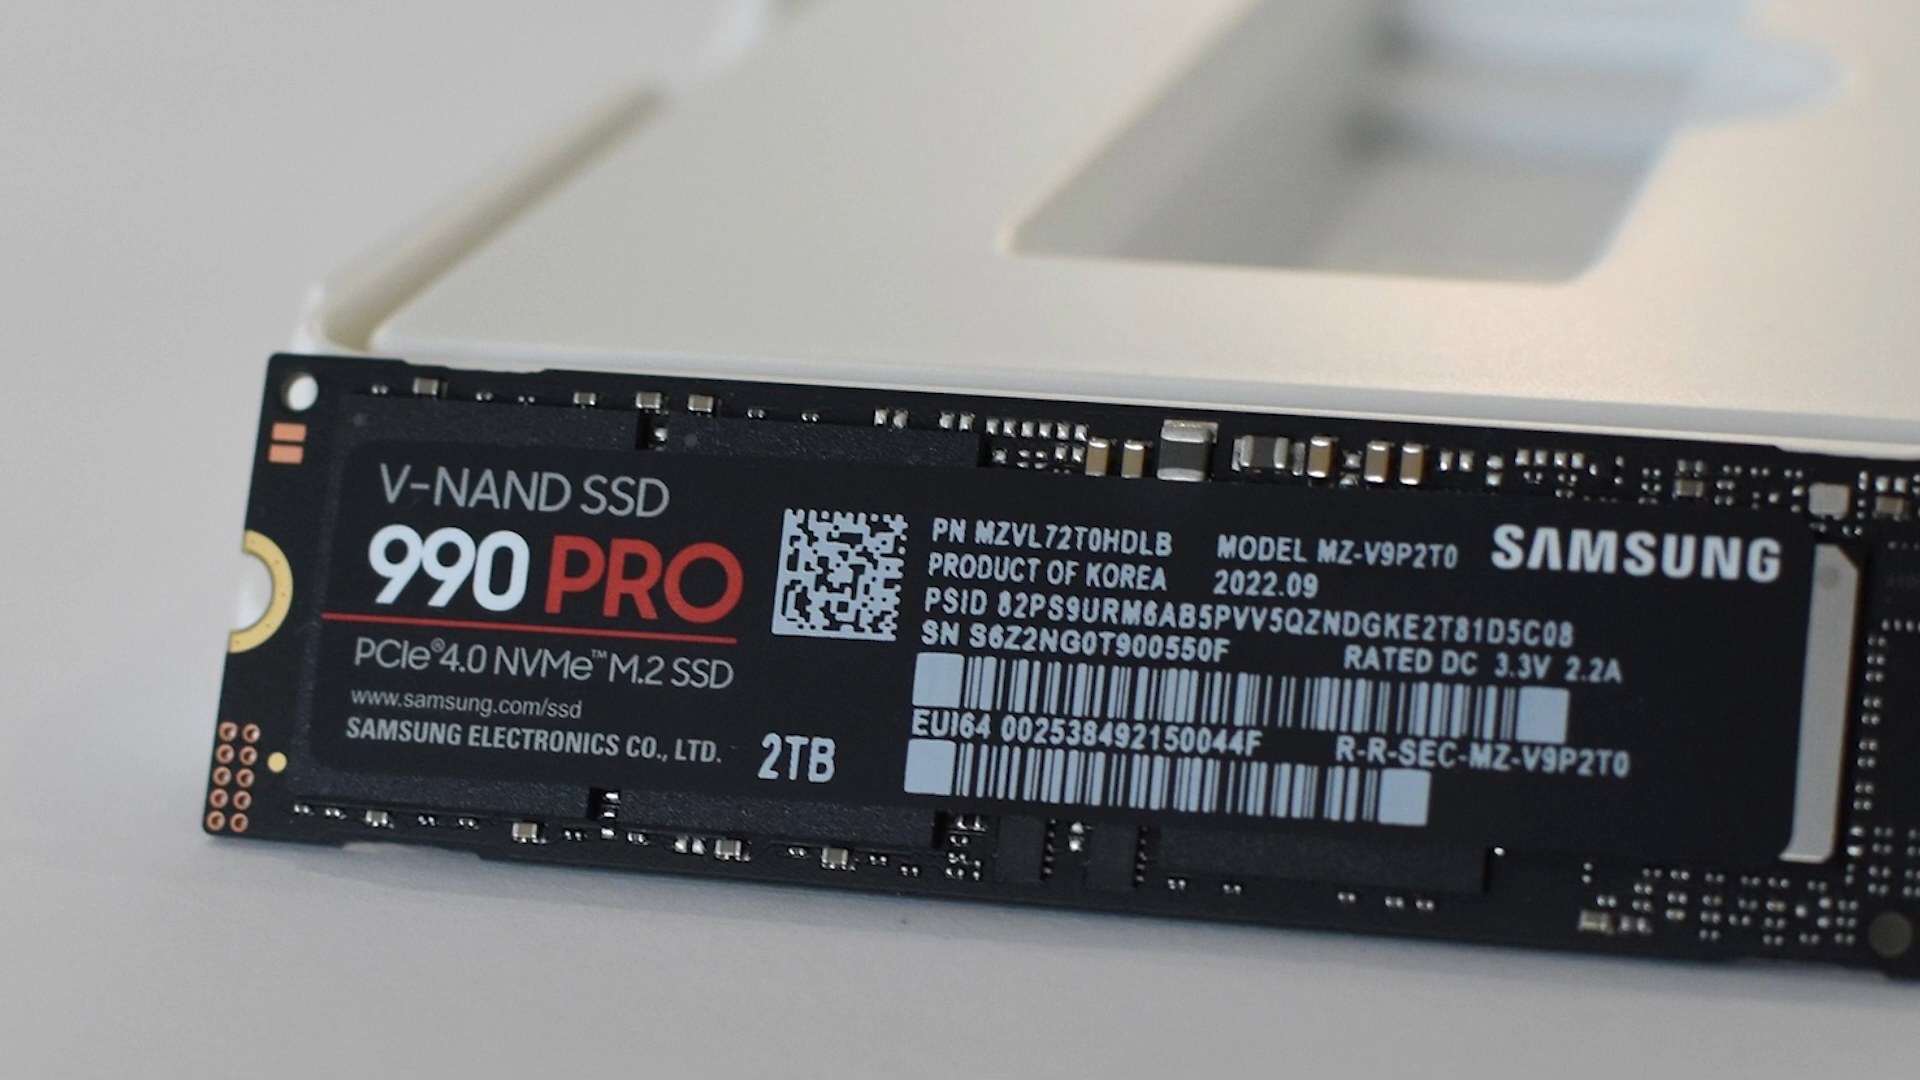 V-NAND SSD
990 PRO
PCIe®4.0 NVMe™ M.2 SSD
www.samsung.com/ssd
SAMSUNG ELECTRONICS CO., LTD.
2TB
PN MZVL72T0HDLB
MODEL MZ-V9P2T0
SAMSUNG
PRODUCT OF KOREA
2022.09
PSID 82PS9URM6AB5PVV5QZNDGKE2T81D5C08
SN S6Z2NG0T900550F
RATED DC 3.3V 2.2A
EUI64 002538492150044F
R-R-SEC-MZ-V9P2T0